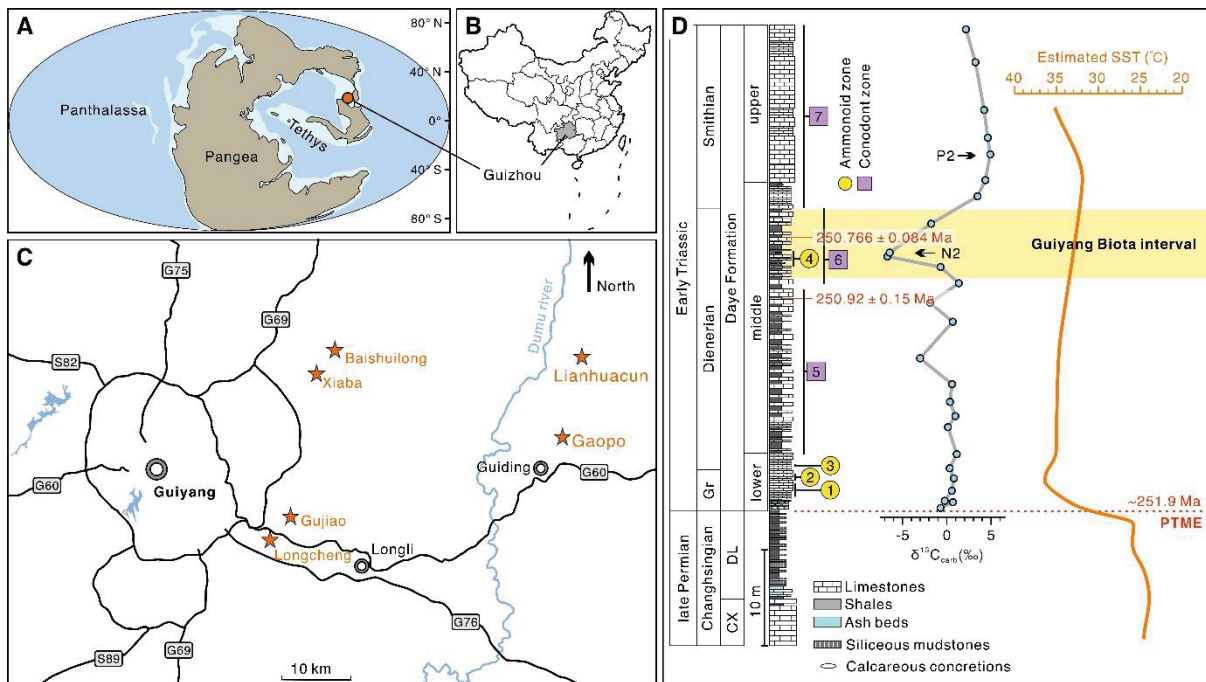 A
80° N
40° N
0°
40° S
80° S
Panthalassa
Tethys
Pangea
B
Guizhou
C
G75
G69
S82
North
Dumu river
Baishuilong
Xiaba
Lianhuacun
Gaopo
Guiding
G60
G60
Guiyang
Gujiao
Longcheng
Longli
G76
G69
S89
10 km
D
Estimated SST (°C)
40 35 30 25 20
Ammonoid zone
Conodont zone
Early Triassic
late Permian
Smithian
Dienerian
Gr
Changhsingian
Daye Formation
DL
CX
upper
middle
lower
10 m
7
P2
250.766 ± 0.084 Ma
Guiyang Biota interval
N2
4
6
250.92 ± 0.15 Ma
5
3
2
1
~251.9 Ma
PTME
-5 0 5
δ13Ccarb(‰)
Limestones
Shales
Ash beds
Siliceous mudstones
Calcareous concretions